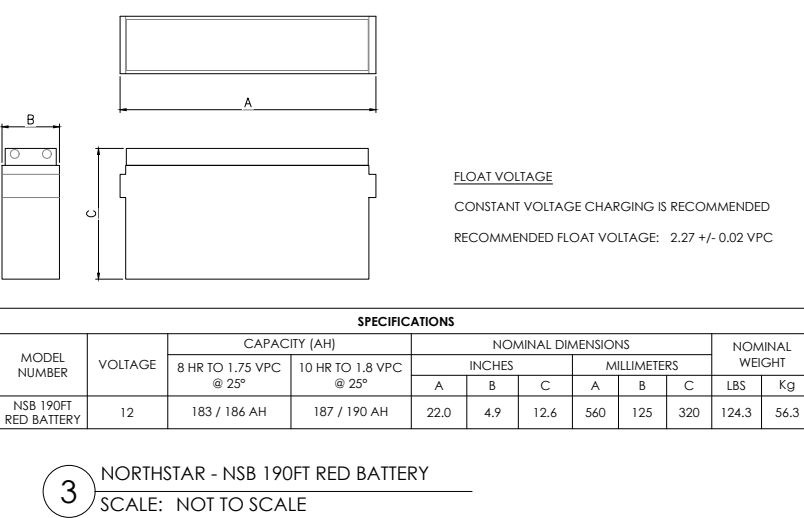 A
B
C
FLOAT VOLTAGE
CONSTANT VOLTAGE CHARGING IS RECOMMENDED
RECOMMENDED FLOAT VOLTAGE: 2.27 +/- 0.02 VPC
SPECIFICATIONS
MODEL NUMBER VOLTAGE CAPACITY (AH) NOMINAL DIMENSIONS NOMINAL WEIGHT
8 HR TO 1.75 VPC @ 25° 10 HR TO 1.8 VPC @ 25° INCHES MILLIMETERS
A B C A B C LBS Kg
NSB 190FT RED BATTERY 12 183 / 186 AH 187 / 190 AH 22.0 4.9 12.6 560 125 320 124.3 56.3
3
NORTHSTAR - NSB 190FT RED BATTERY
SCALE: NOT TO SCALE